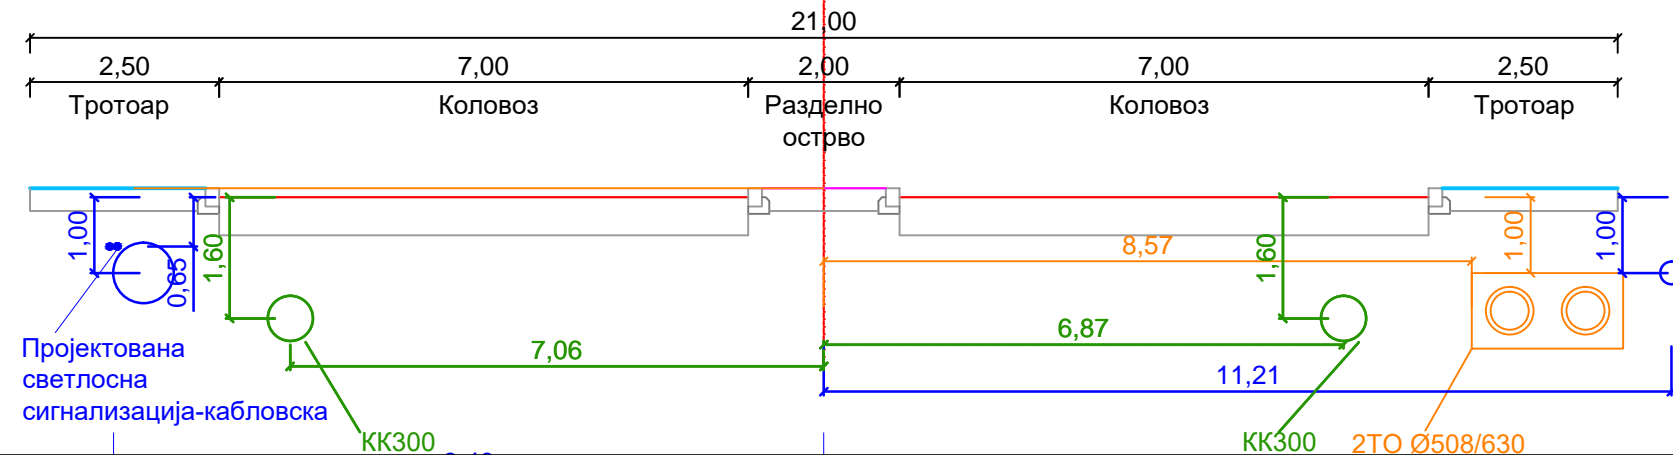 21,00
2,50
7,00
2,00
7,00
2,50
Тротоар
Коловоз
Разделно
острво
Коловоз
Тротоар
1,00
0,65
1,60
8,57
1,60
1,00
1,00
6,87
7,06
11,21
Пројектована
светлосна
сигнализација-кабловска
КК300
КК300
2ТО Ø508/630